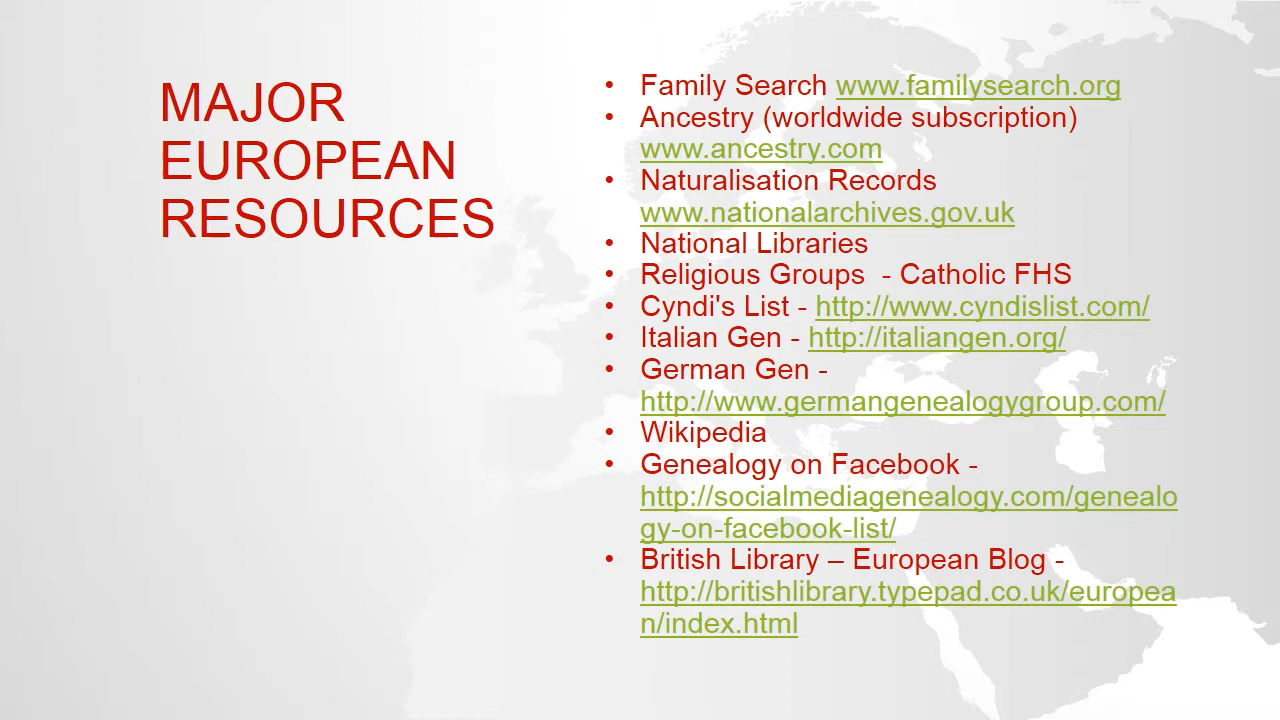 MAJOR
EUROPEAN
RESOURCES
• Family Search www.familysearch.org
• Ancestry (worldwide subscription)
www.ancestry.com
• Naturalisation Records
www.nationalarchives.gov.uk
• National Libraries
• Religious Groups  - Catholic FHS
• Cyndi's List - http://www.cyndislist.com/
• Italian Gen - http://italiangen.org/
• German Gen -
http://www.germangenealogygroup.com/
• Wikipedia
• Genealogy on Facebook -
http://socialmediagenealogy.com/genealo
gy-on-facebook-list/
• British Library – European Blog -
http://britishlibrary.typepad.co.uk/europea
n/index.html